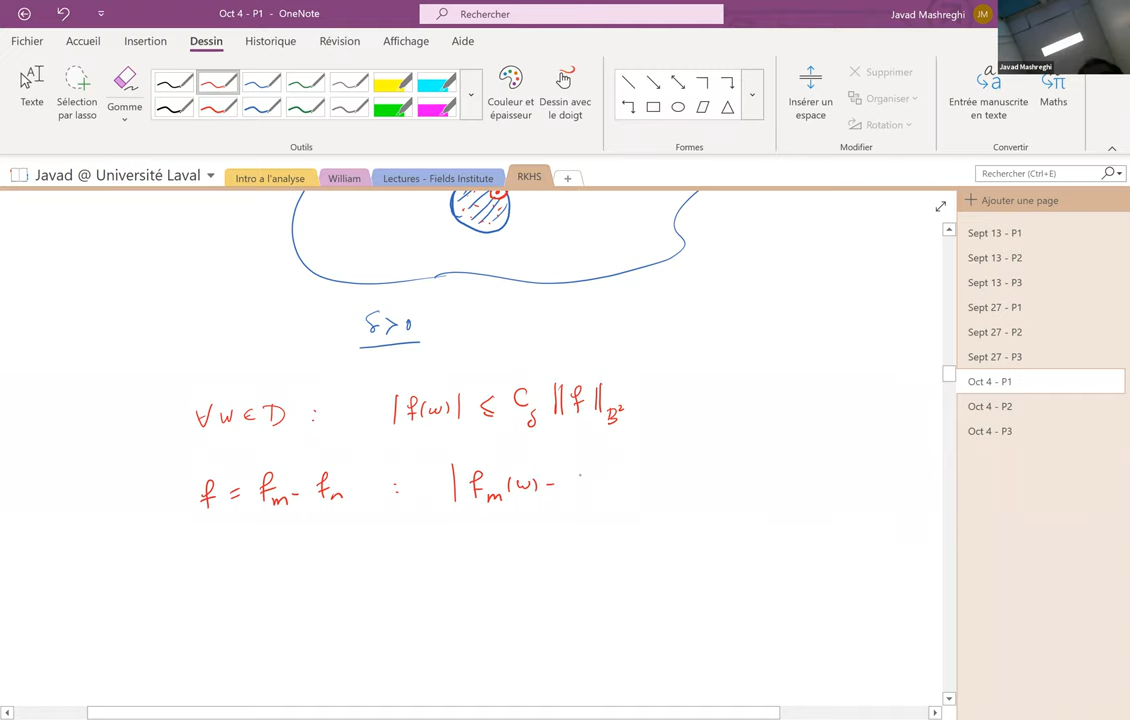 Oct 4 - P1 - OneNote
Rechercher
Javad Mashreghi
JM
Javad Mashreghi
Fichier
Accueil
Insertion
Dessin
Historique
Révision
Affichage
Aide
Texte
Sélection par lasso
Gomme
Couleur et épaisseur
Dessin avec le doigt
Insérer un espace
Supprimer
Organiser
Rotation
Entrée manuscrite en texte
Maths
Outils
Formes
Modifier
Convertir
Javad @ Université Laval
Intro a l'analyse
William
Lectures - Fields Institute
RKHS
Rechercher (Ctrl+E)
Ajouter une page
Sept 13 - P1
Sept 13 - P2
Sept 13 - P3
Sept 27 - P1
Sept 27 - P2
Sept 27 - P3
Oct 4 - P1
Oct 4 - P2
Oct 4 - P3
δ > 0
∀ w ∈ D : |f(w)| ≤ C_δ ‖f‖_{B²}
f = f_m - f_n : |f_m(w) -